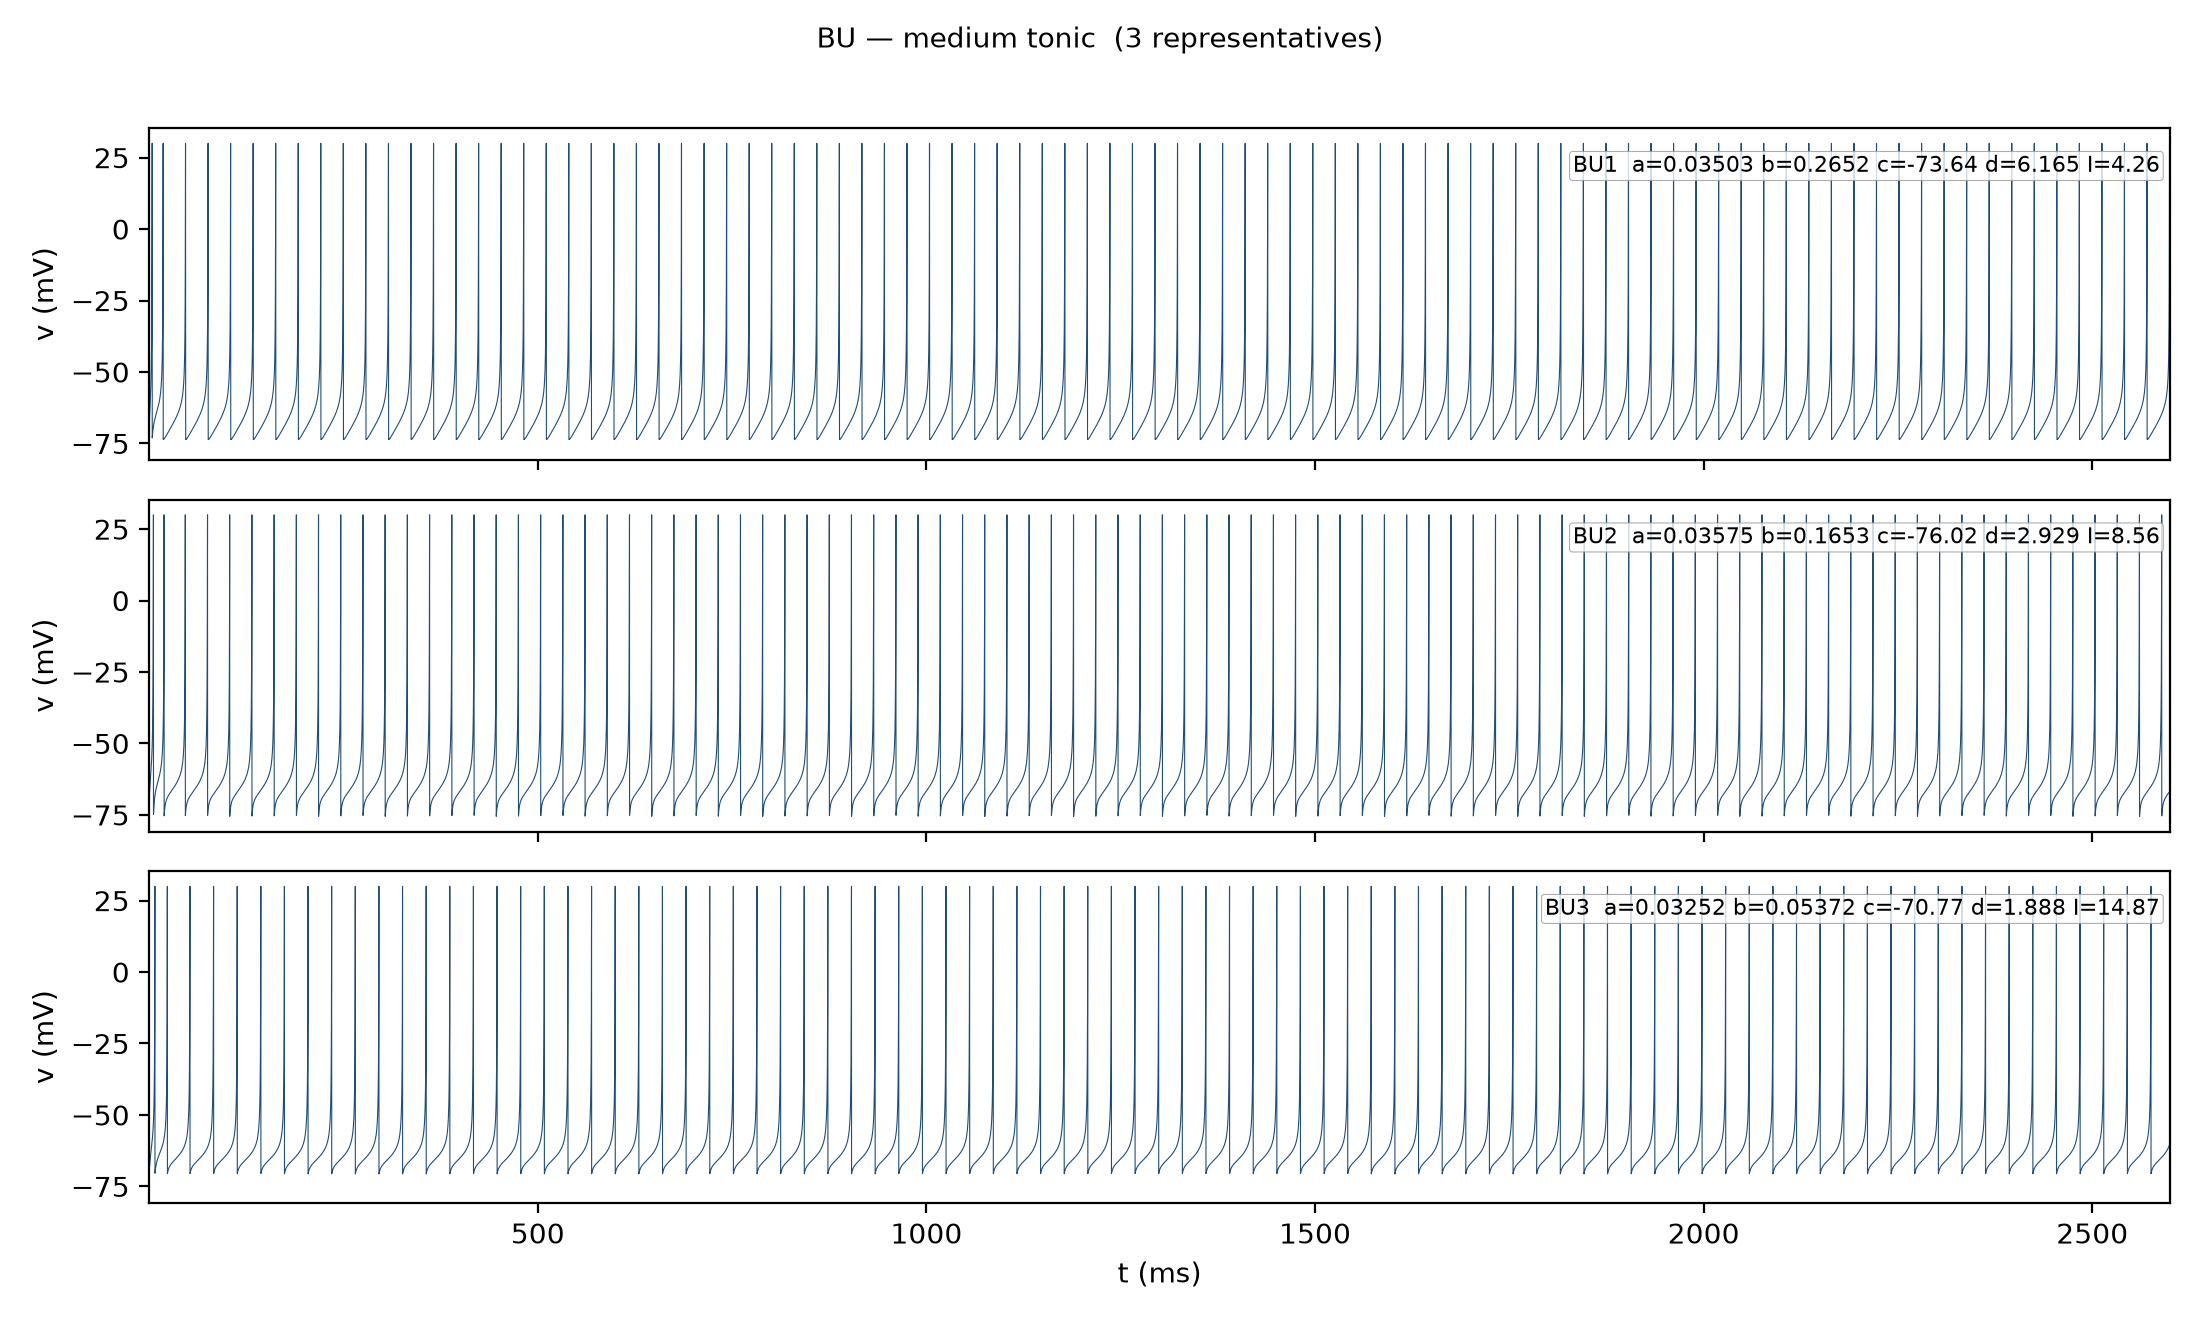 BU — medium tonic  (3 representatives)
25
0
−25
−50
−75
v (mV)
BU1  a=0.03503 b=0.2652 c=-73.64 d=6.165 I=4.26
25
0
−25
−50
−75
v (mV)
BU2  a=0.03575 b=0.1653 c=-76.02 d=2.929 I=8.56
25
0
−25
−50
−75
v (mV)
BU3  a=0.03252 b=0.05372 c=-70.77 d=1.888 I=14.87
500 1000 1500 2000 2500
t (ms)